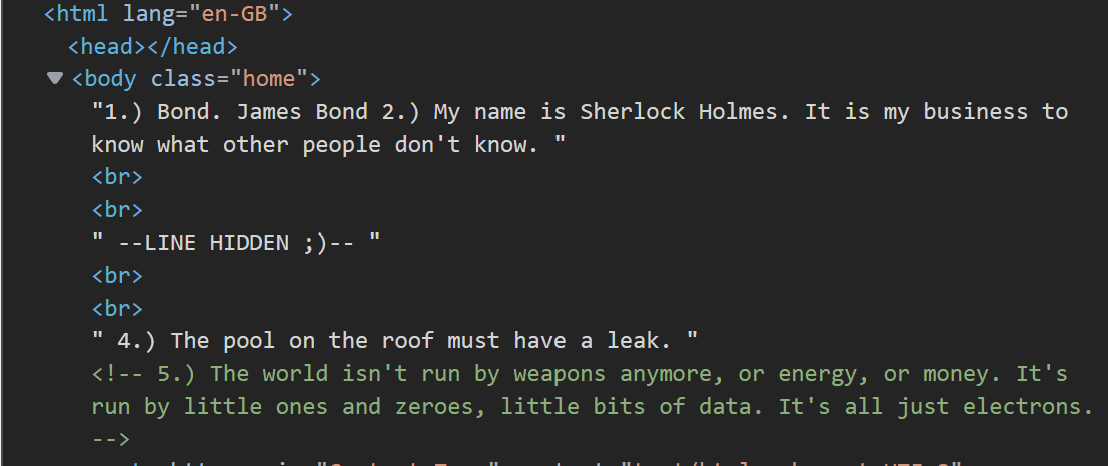 <html lang="en-GB">
<head></head>
<body class="home">
"1.) Bond. James Bond 2.) My name is Sherlock Holmes. It is my business to
know what other people don't know. "
<br>
<br>
" --LINE HIDDEN ;)-- "
<br>
<br>
" 4.) The pool on the roof must have a leak. "
<!-- 5.) The world isn't run by weapons anymore, or energy, or money. It's
run by little ones and zeroes, little bits of data. It's all just electrons.
-->